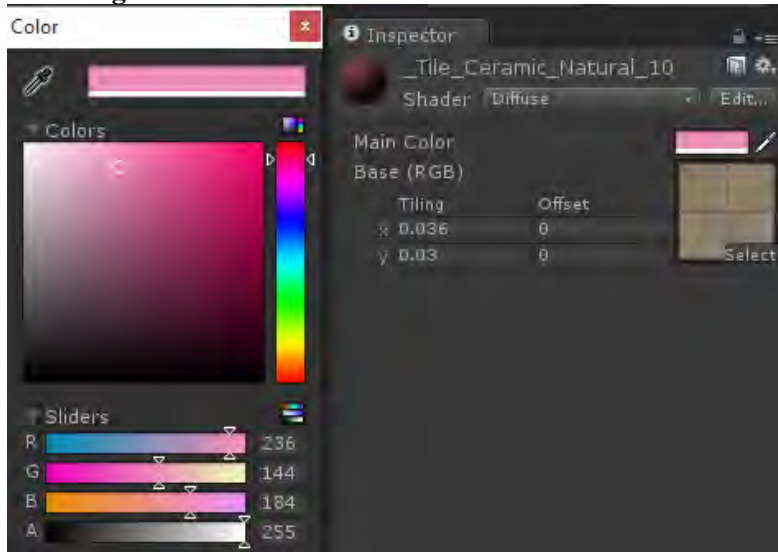 Color
Colors
Sliders
R 236
G 144
B 184
A 255
Inspector
_Tile_Ceramic_Natural_10
Shader Diffuse Edit...
Main Color
Base (RGB)
Tiling Offset
x 0.036 0
y 0.03 0
Select